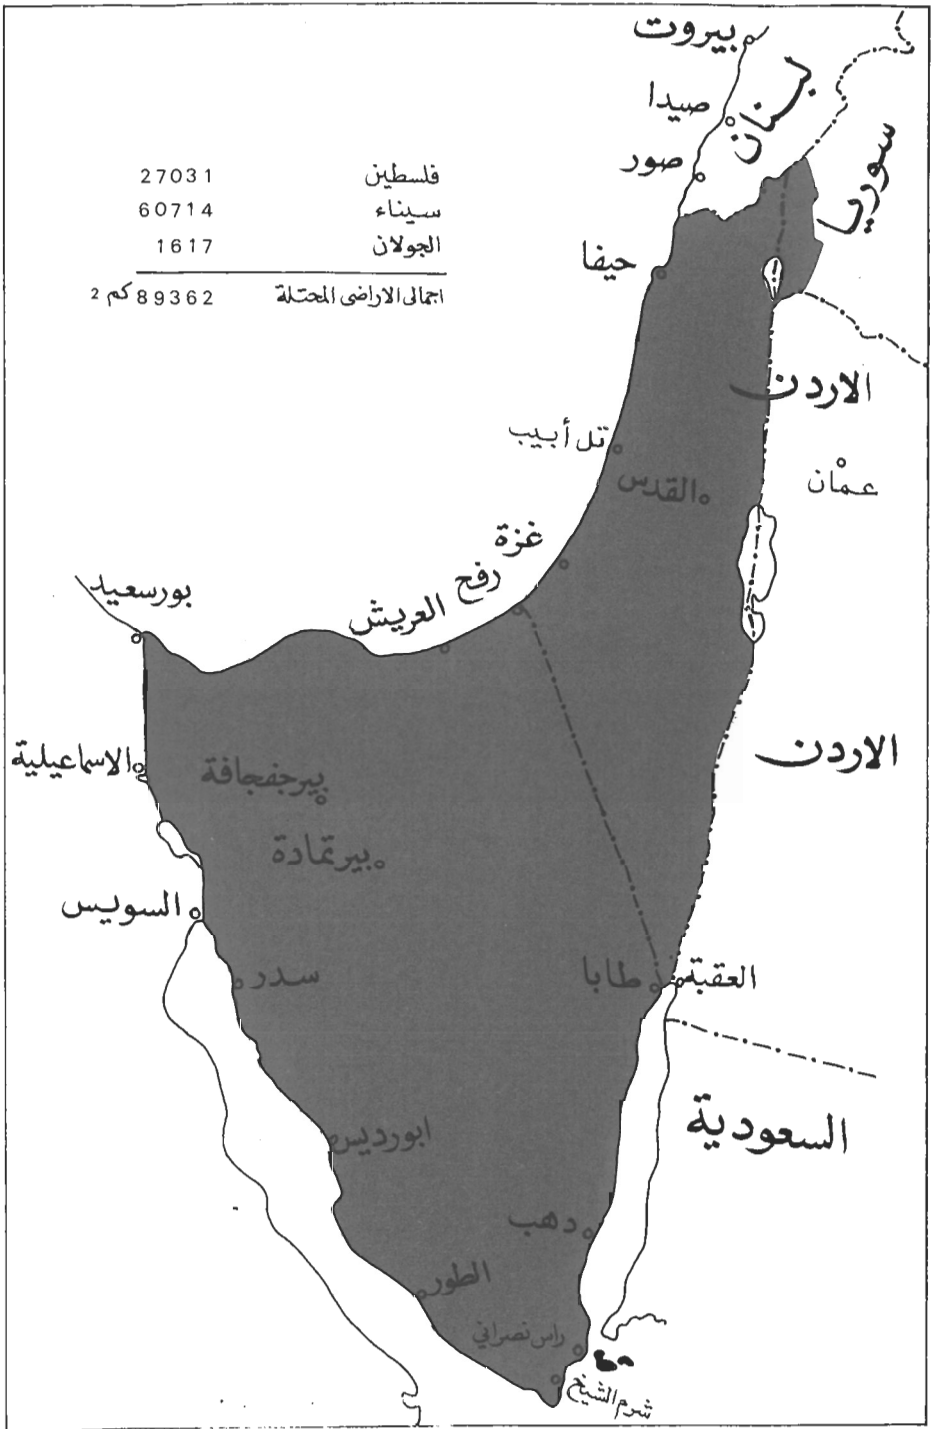 بيروت
لبنان
صيدا
سوريا
صور
فلسطين 27031
سيناء 60714
الجولان 1617
اجمالى الاراضى المحتلة 89362 كم 2
حيفا
الاردن
تل أبيب
عمان
القدس
غزة
رفح
العريش
بورسعيد
الاردن
الاسماعيلية
بيرجفجافة
بيرتمادة
السويس
سدر
طابا
العقبة
السعودية
ابورديس
دهب
الطور
راس نصراني
شرم الشيخ